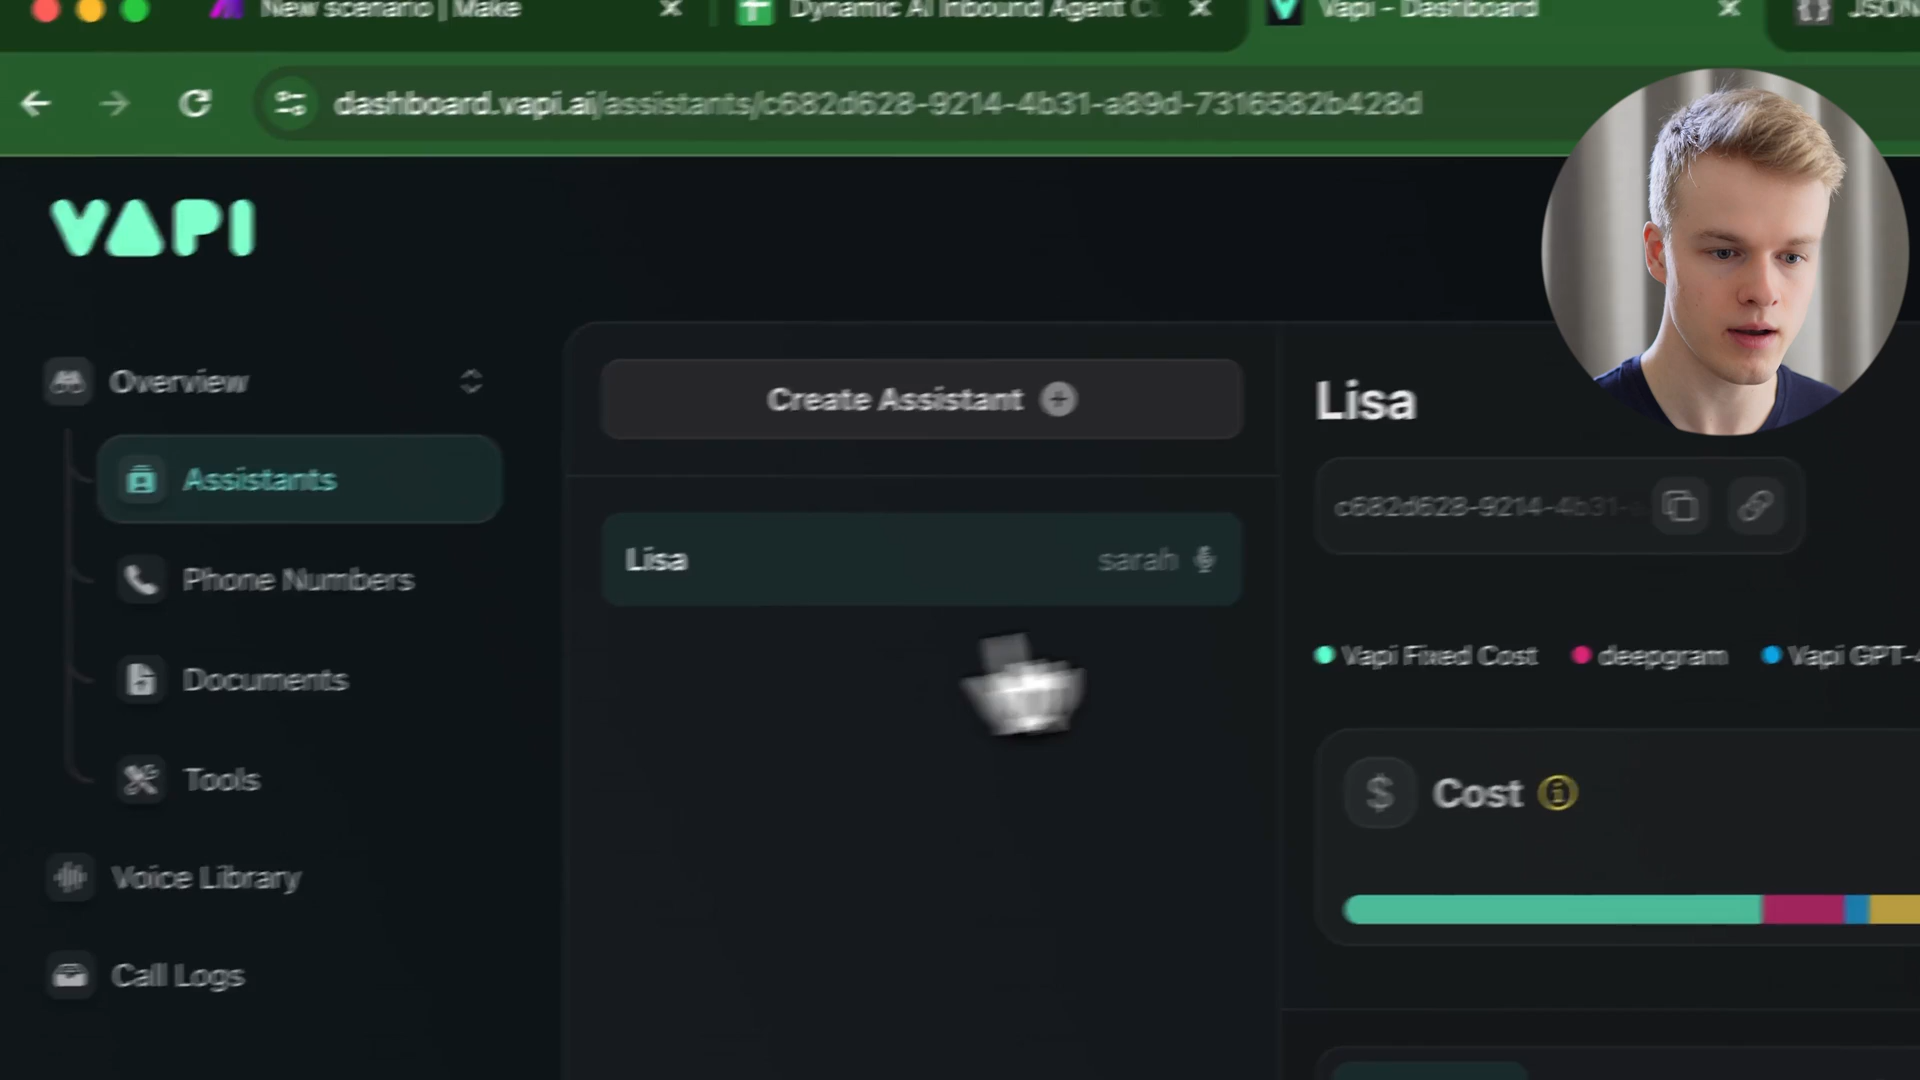 New scenario | Make
Dynamic AI Inbound Agent
Vapi - Dashboard
JSON
dashboard.vapi.ai/assistants/c682d628-9214-4b31-a89d-7316582b428d
VAPI
Overview
Create Assistant
Lisa
Assistants
c682d628-9214-4b31-
Lisa
sarah
Phone Numbers
Vapi Fixed Cost
deepgram
Vapi GPT-4
Documents
Tools
$ Cost
Voice Library
Call Logs